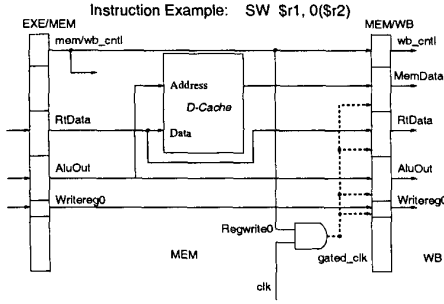 Instruction Example: SW $r1, 0($r2)
EXE/MEM
MEM/WB
mem/wb_cntl
wb_cntl
Address
MemData
D-Cache
RtData
Data
RtData
AluOut
AluOut
Writereg0
Writereg0
Regwrite0
MEM
gated_clk
WB
clk